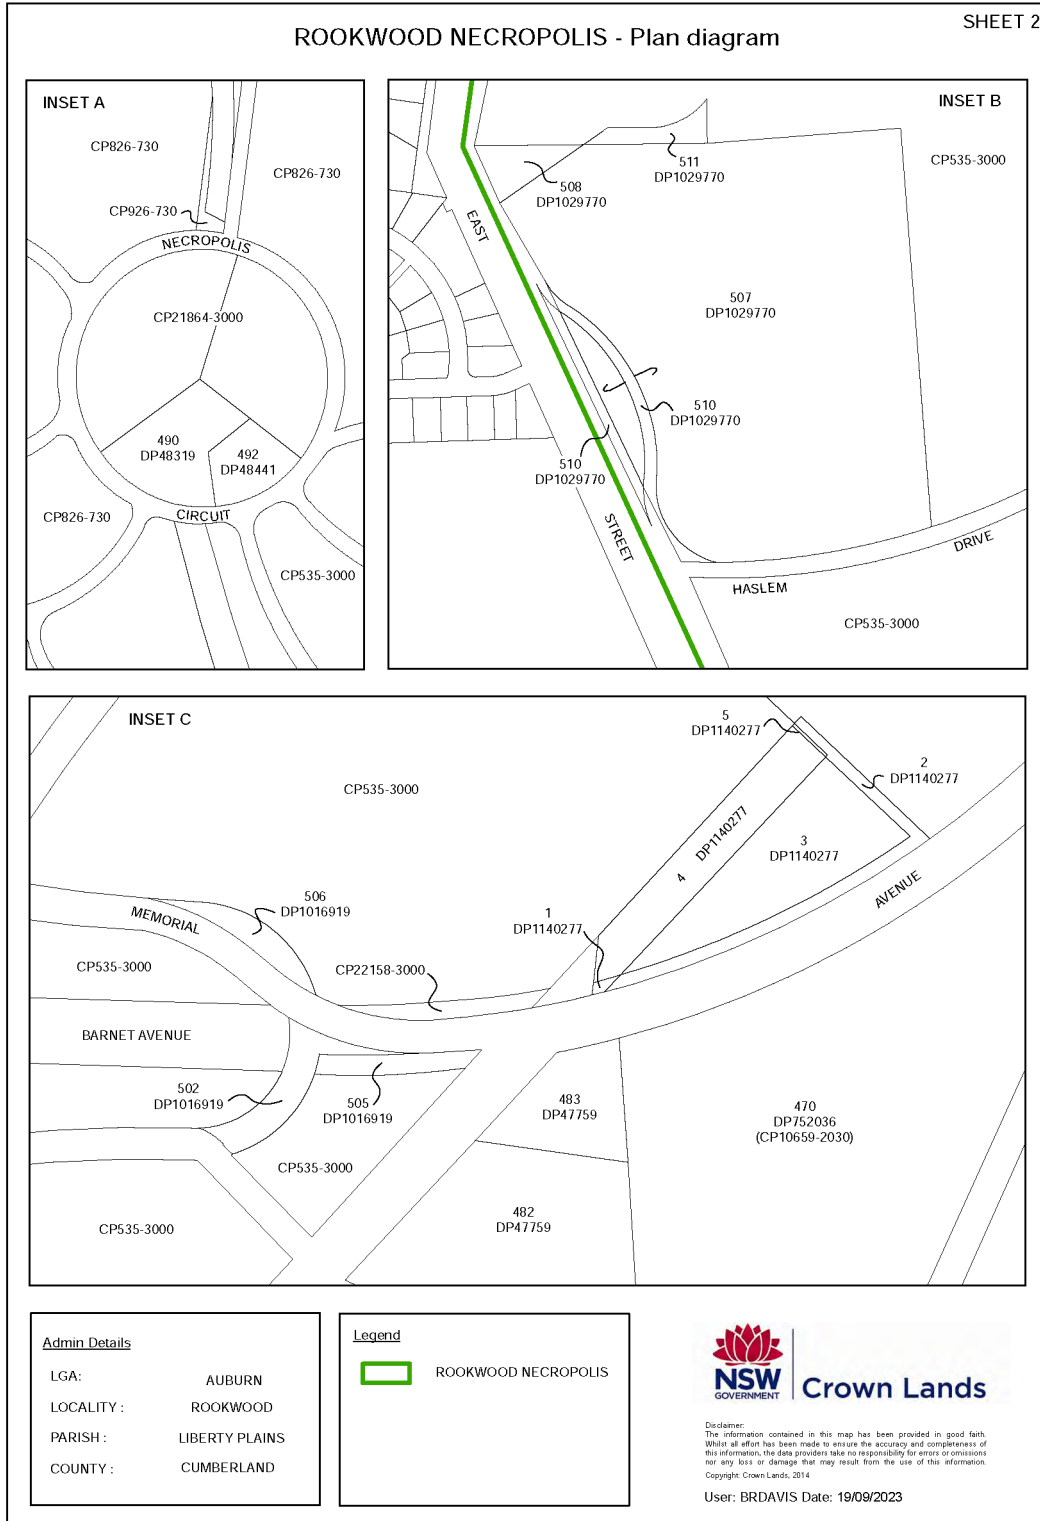 SHEET 2
ROOKWOOD NECROPOLIS - Plan diagram
INSET A
CP826-730
CP826-730
CP926-730
NECROPOLIS
CP21864-3000
490
DP48319
492
DP48441
CP826-730
CIRCUIT
CP535-3000
INSET B
CP535-3000
511
DP1029770
508
DP1029770
EAST
507
DP1029770
510
DP1029770
510
DP1029770
STREET
DRIVE
HASLEM
CP535-3000
INSET C
5
DP1140277
2
DP1140277
CP535-3000
4 DP1140277
3
DP1140277
506
DP1016919
1
DP1140277
AVENUE
MEMORIAL
CP535-3000
CP22158-3000
BARNET AVENUE
502
DP1016919
505
DP1016919
483
DP47759
470
DP752036
(CP10659-2030)
CP535-3000
482
DP47759
CP535-3000
Admin Details
LGA: AUBURN
LOCALITY : ROOKWOOD
PARISH : LIBERTY PLAINS
COUNTY : CUMBERLAND
Legend
ROOKWOOD NECROPOLIS
NSW
GOVERNMENT
Crown Lands
Disclaimer:
The information contained in this map has been provided in good faith.
Whilst all effort has been made to ensure the accuracy and completeness of
this information, the data providers take no responsibility for errors or omissions
nor any loss or damage that may result from the use of this information.
Copyright: Crown Lands, 2014
User: BRDAVIS Date: 19/09/2023